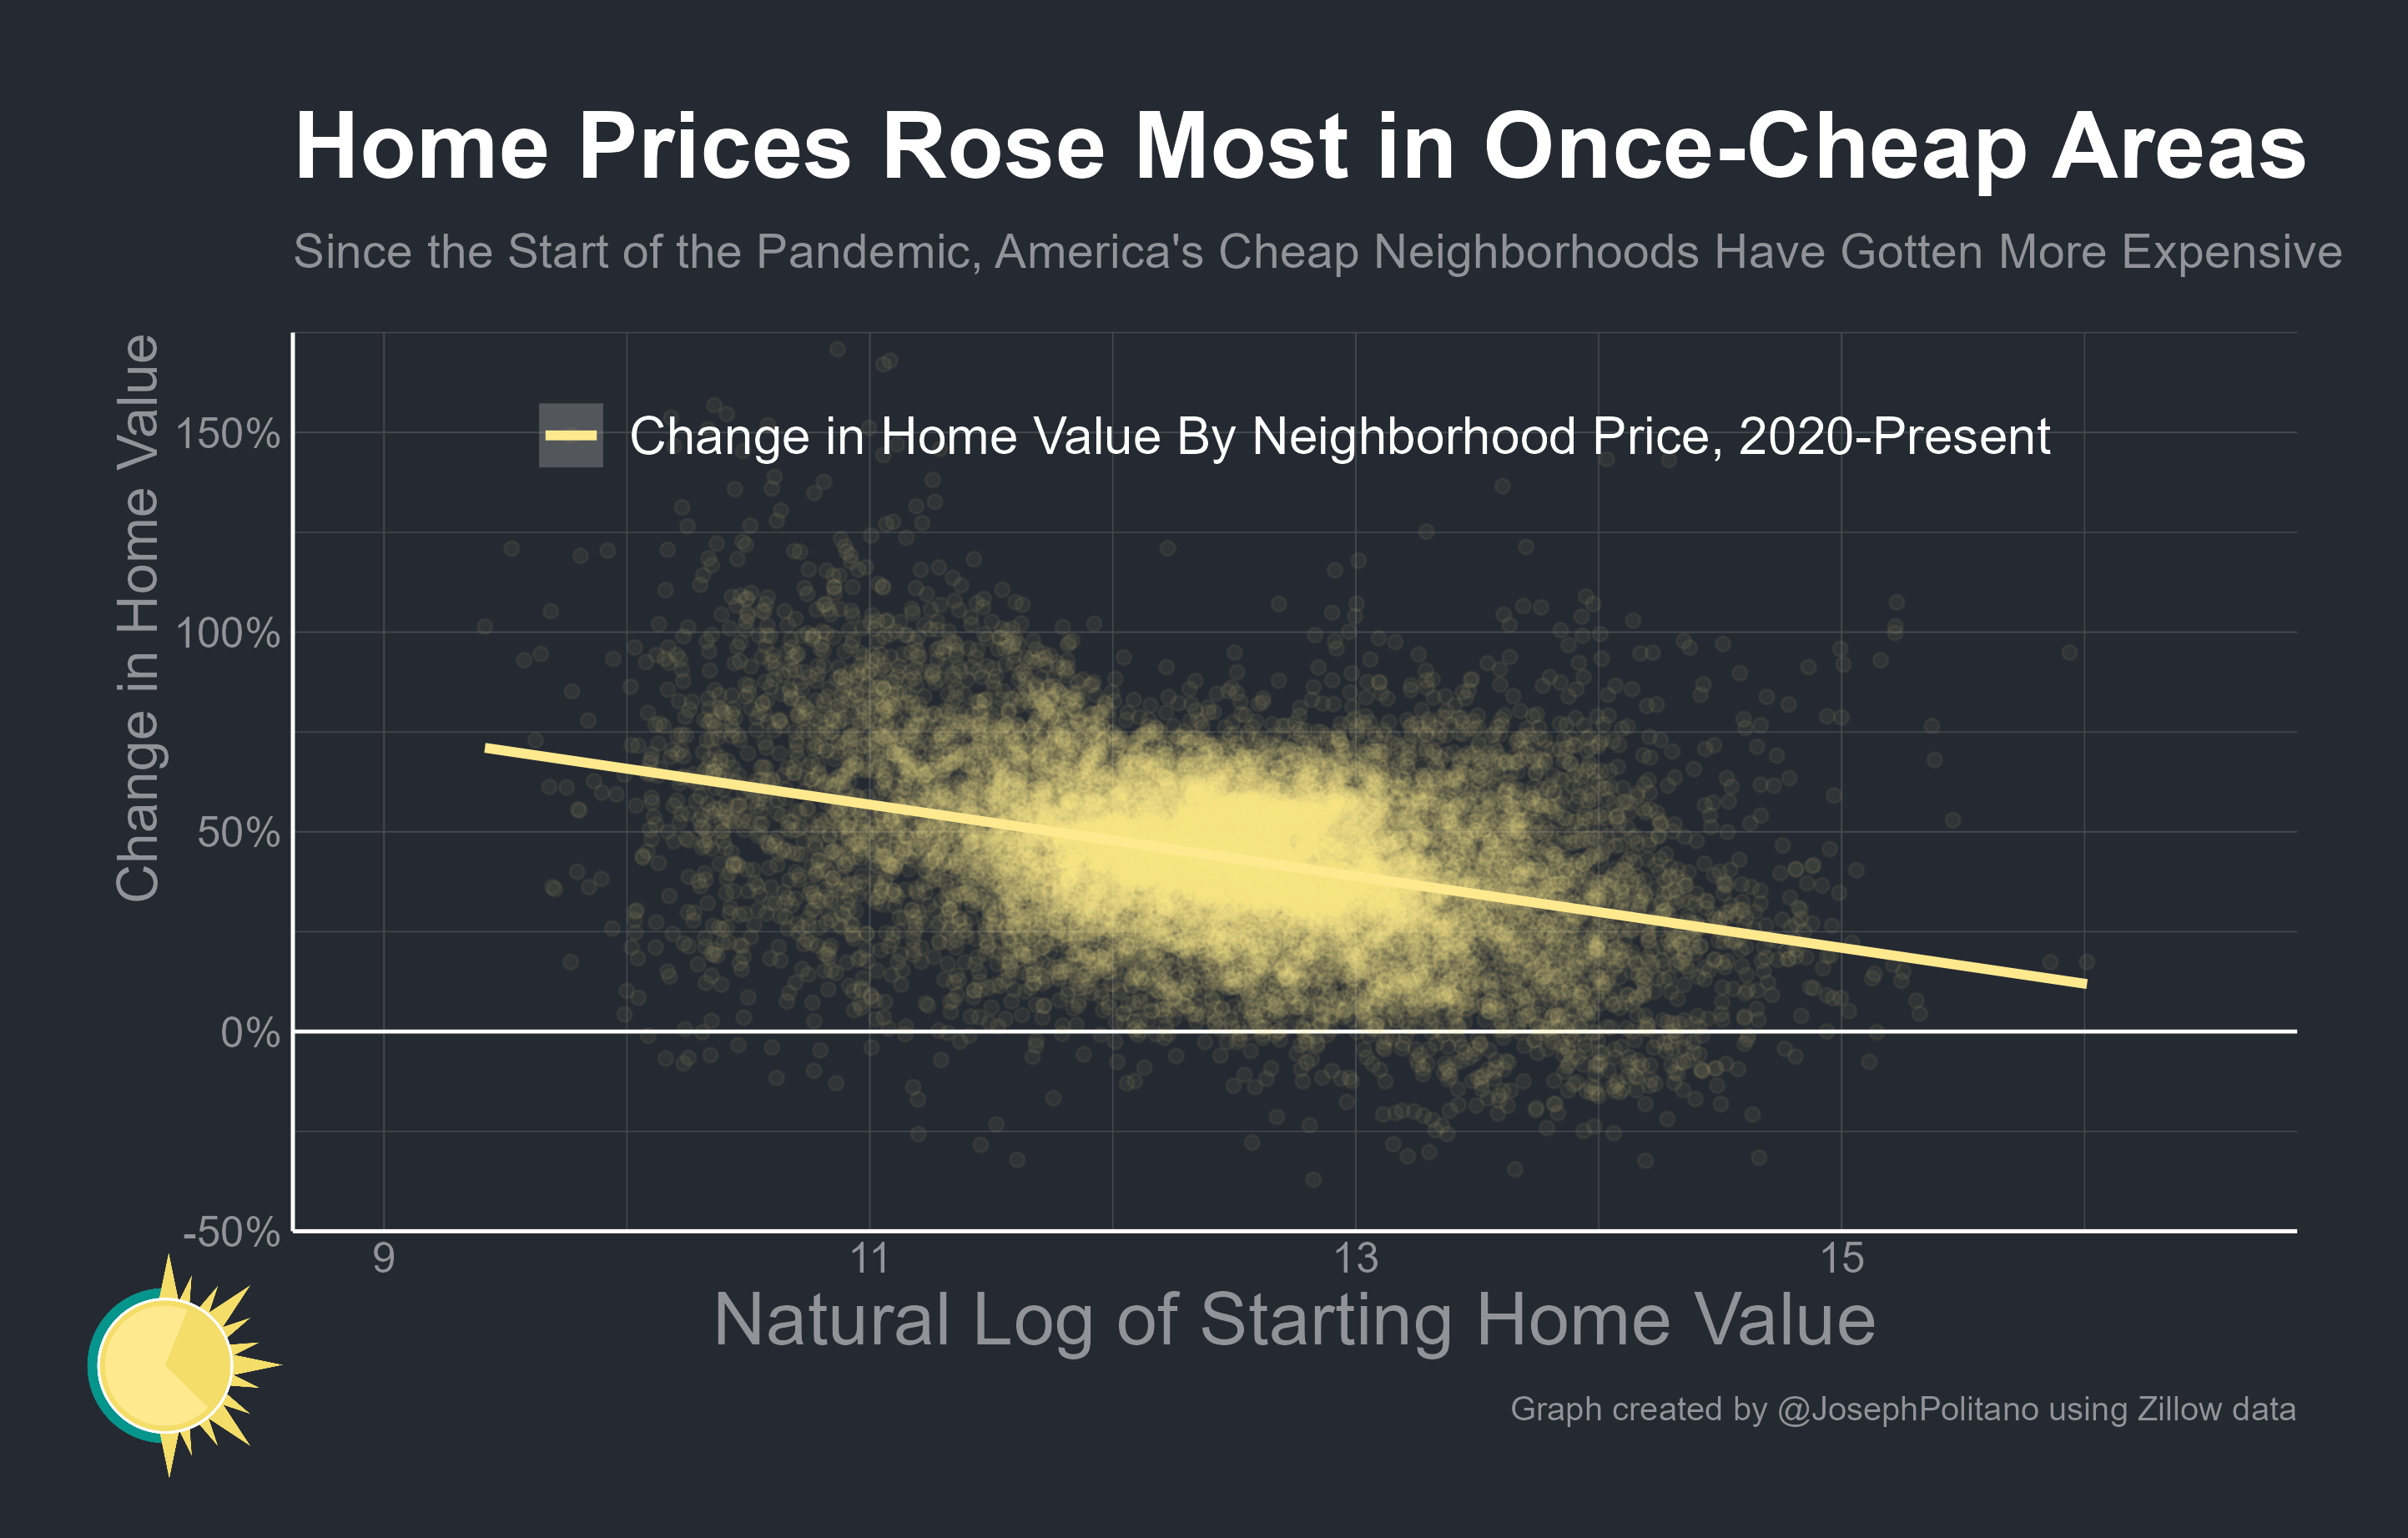 Home Prices Rose Most in Once-Cheap Areas
Since the Start of the Pandemic, America's Cheap Neighborhoods Have Gotten More Expensive
Change in Home Value
150%
100%
50%
0%
-50%
Change in Home Value By Neighborhood Price, 2020-Present
9 11 13 15
Natural Log of Starting Home Value
Graph created by @JosephPolitano using Zillow data